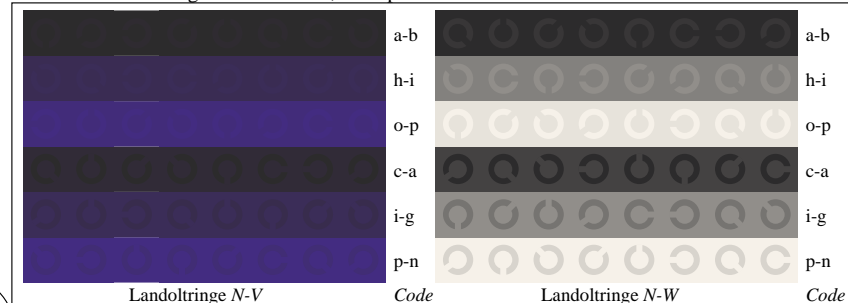 a-b a-b
h-i h-i
o-p o-p
c-a c-a
i-g i-g
p-n p-n
Landoltringe N-V Code Landoltringe N-W Code